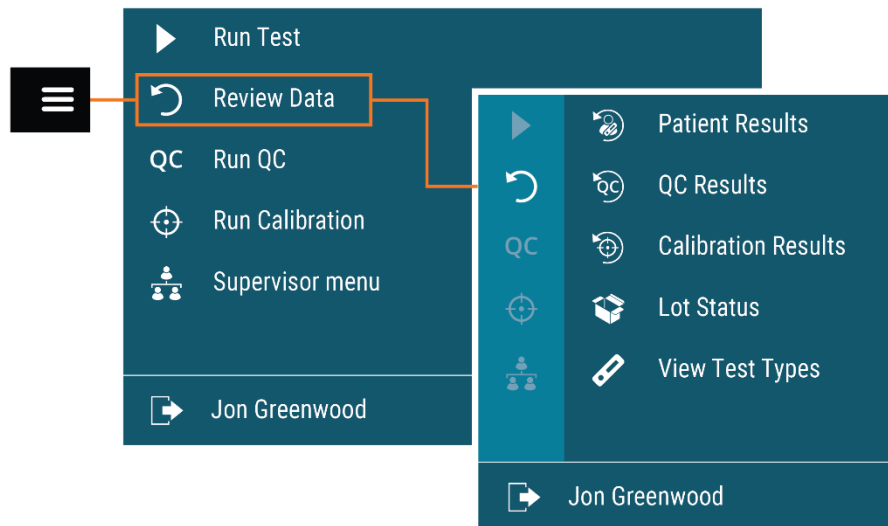 Run Test
Review Data
QC Run QC
Run Calibration
Supervisor menu
Jon Greenwood
Patient Results
QC QC QC Results
Calibration Results
Lot Status
View Test Types
Jon Greenwood